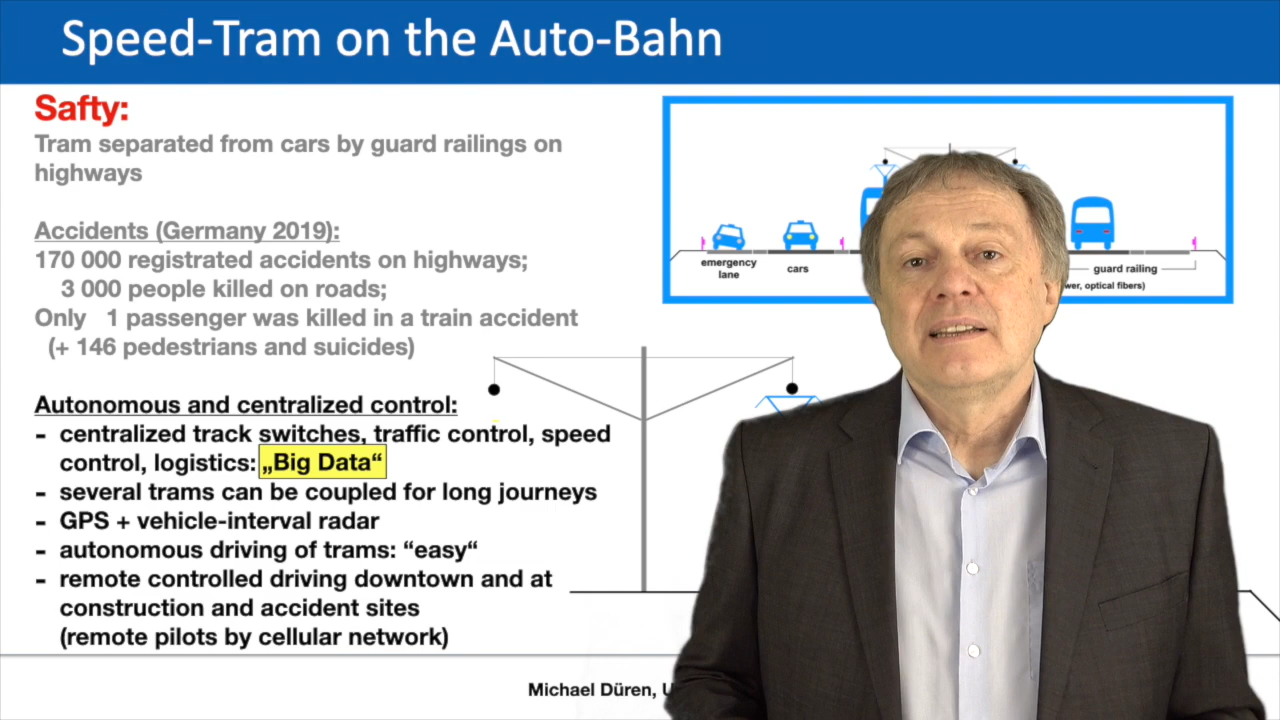 Speed-Tram on the Auto-Bahn
Safty:
Tram separated from cars by guard railings on
highways
Accidents (Germany 2019):
170 000 registrated accidents on highways;
3 000 people killed on roads;
Only 1 passenger was killed in a train accident
(+ 146 pedestrians and suicides)
Autonomous and centralized control:
- centralized track switches, traffic control, speed
control, logistics: „Big Data“
- several trams can be coupled for long journeys
- GPS + vehicle-interval radar
- autonomous driving of trams: “easy“
- remote controlled driving downtown and at
construction and accident sites
(remote pilots by cellular network)
emergency
lane
cars
guard railing
optical fibers)
Michael Düren,